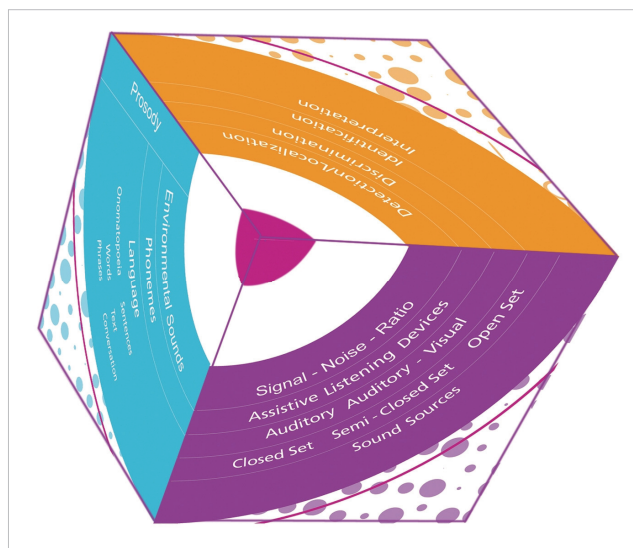 Prosody
Environmental Sounds
Phonemes
Language
Onomatopoeia
Words
Phrases
Sentences
Text
Conversation
Detection/Localization
Discrimination
Identification
Interpretation
Signal - Noise - Ratio
Assistive Listening Devices
Auditory Auditory - Visual
Closed Set Semi - Closed Set Open Set
Sound Sources